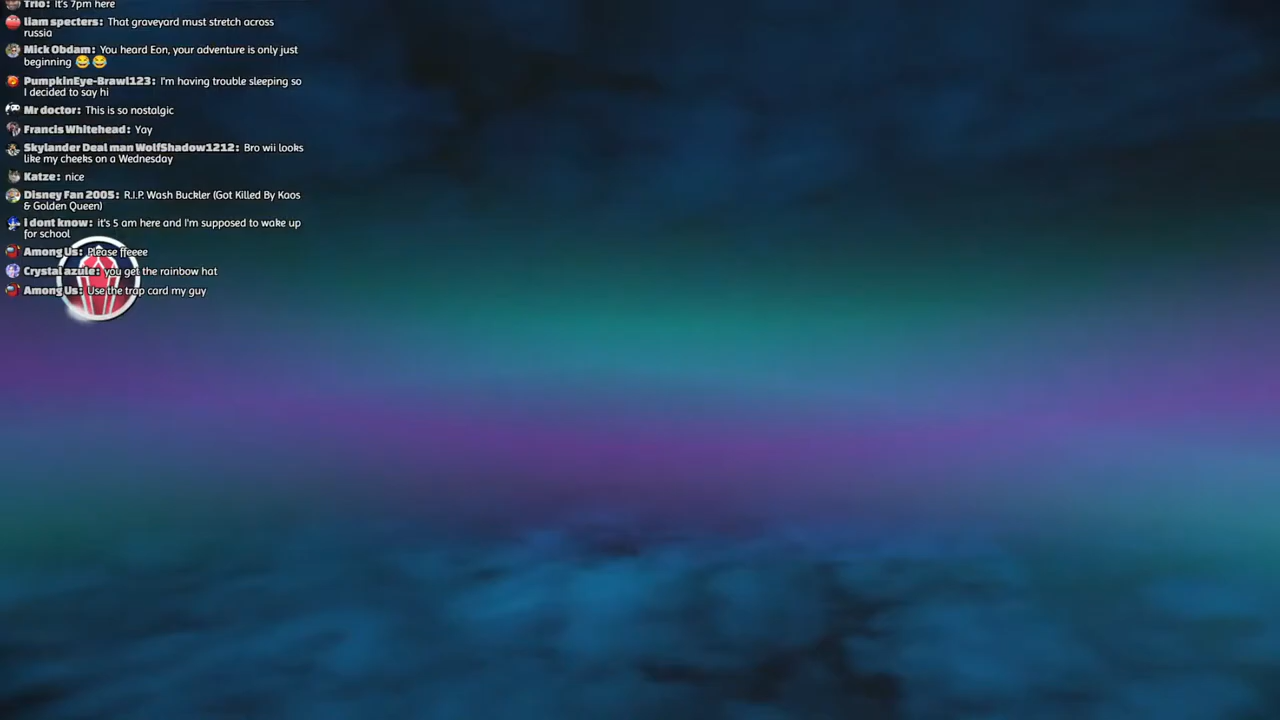 Trio: It's 7pm here
liam specters: That graveyard must stretch across
russia
Mick Obdam: You heard Eon, your adventure is only just
beginning 😂 😂
PumpkinEye-Brawl123: I'm having trouble sleeping so
I decided to say hi
Mr doctor: This is so nostalgic
Francis Whitehead: Yay
Skylander Deal man WolfShadow1212: Bro wii looks
like my cheeks on a Wednesday
Katze: nice
Disney Fan 2005: R.I.P. Wash Buckler (Got Killed By Kaos
& Golden Queen)
I dont know: it's 5 am here and I'm supposed to wake up
for school
Among Us: Please ffeeee
Crystal azule: you get the rainbow hat
Among Us: Use the trap card my guy